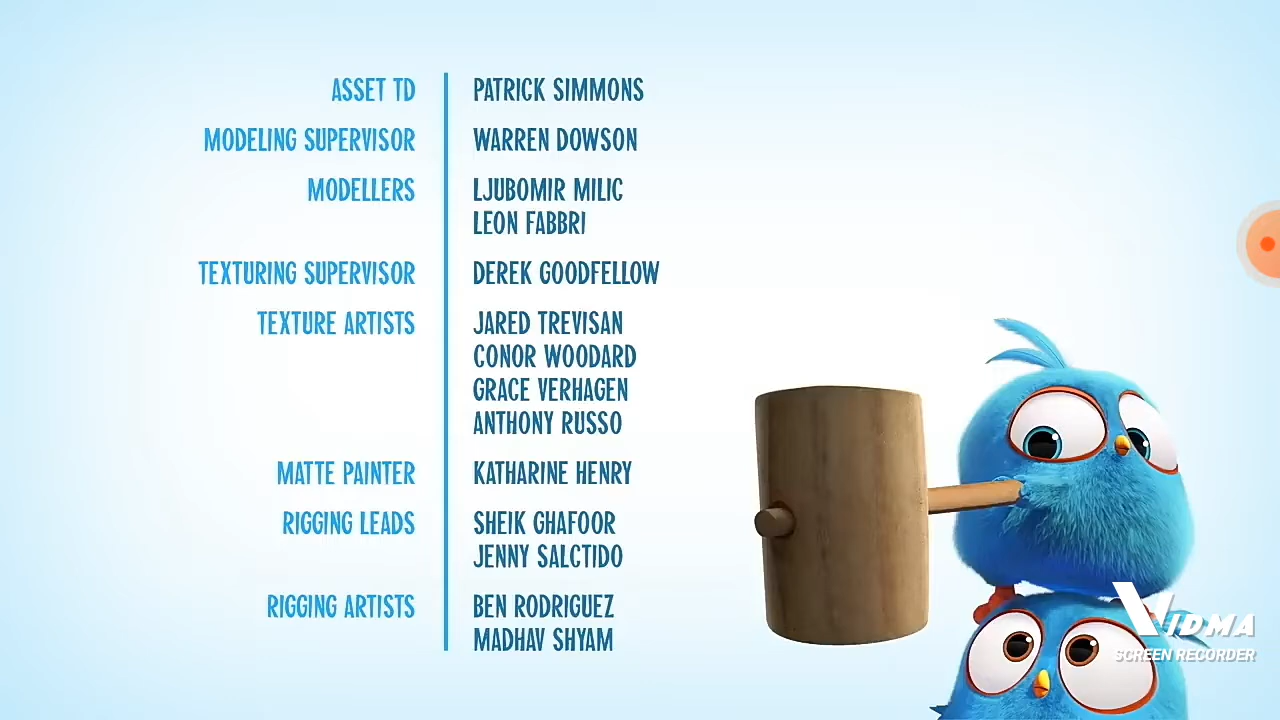 ASSET TD PATRICK SIMMONS
MODELING SUPERVISOR WARREN DOWSON
MODELLERS LJUBOMIR MILIC
LEON FABBRI
TEXTURING SUPERVISOR DEREK GOODFELLOW
TEXTURE ARTISTS JARED TREVISAN
CONOR WOODARD
GRACE VERHAGEN
ANTHONY RUSSO
MATTE PAINTER KATHARINE HENRY
RIGGING LEADS SHEIK GHAFOOR
JENNY SALCTIDO
RIGGING ARTISTS BEN RODRIGUEZ
MADHAV SHYAM
VIDMA
SCREEN RECORDER